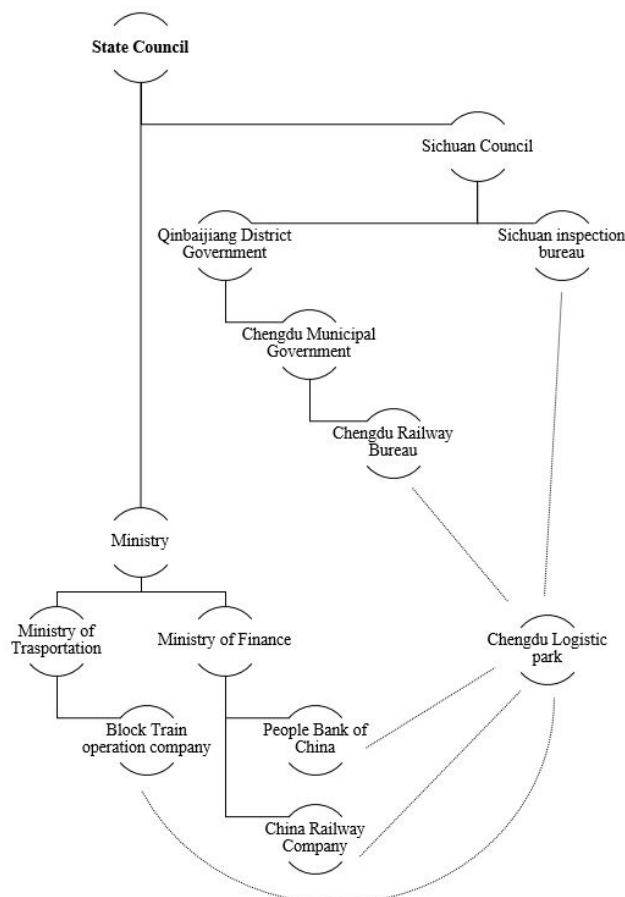 State Council
Sichuan Council
Qinbaijiang District
Government
Sichuan inspection
bureau
Chengdu Municipal
Government
Chengdu Railway
Bureau
Ministry
Ministry of
Trasportation
Ministry of Finance
Chengdu Logistic
park
Block Train
operation company
People Bank of
China
China Railway
Company